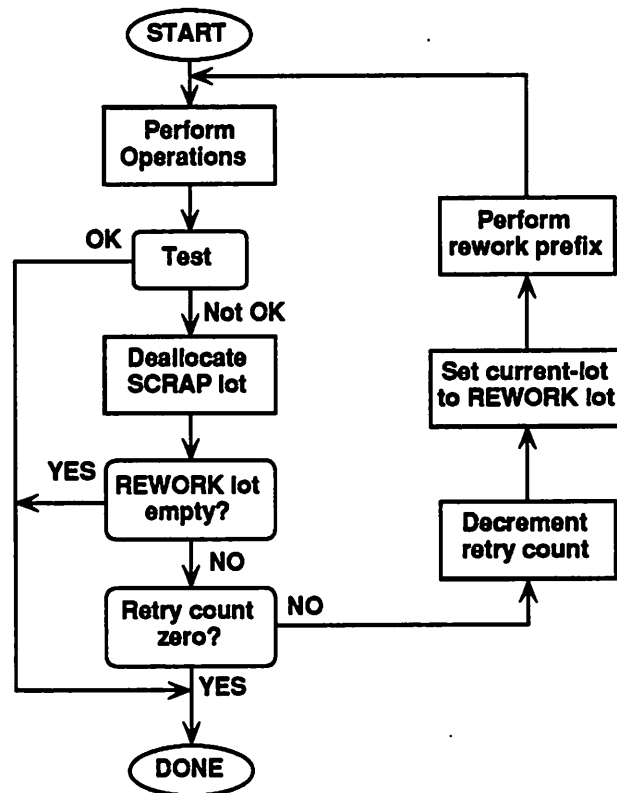 START
Perform
Operations
OK
Test
Not OK
Deallocate
SCRAP lot
YES
REWORK lot
empty?
NO
Retry count
zero?
NO
YES
DONE
Decrement
retry count
Set current-lot
to REWORK lot
Perform
rework prefix